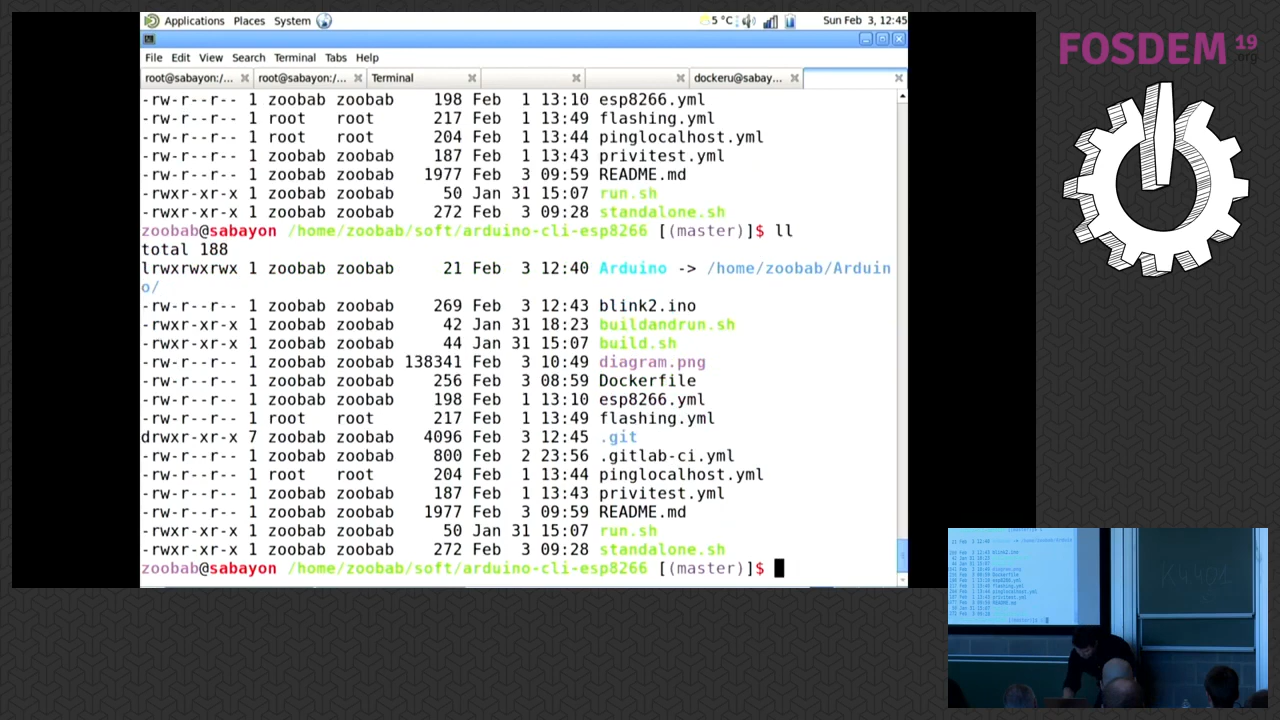 Applications Places System 5 °C Sun Feb 3, 12:45
FOSDEM 19
.org
File Edit View Search Terminal Tabs Help
root@sabayon:/... root@sabayon:/... Terminal dockeru@sabay...
-rw-r--r-- 1 zoobab zoobab 198 Feb 1 13:10 esp8266.yml
-rw-r--r-- 1 root root 217 Feb 1 13:49 flashing.yml
-rw-r--r-- 1 root root 204 Feb 1 13:44 pinglocalhost.yml
-rw-r--r-- 1 zoobab zoobab 187 Feb 1 13:43 privitest.yml
-rw-r--r-- 1 zoobab zoobab 1977 Feb 3 09:59 README.md
-rwxr-xr-x 1 zoobab zoobab 50 Jan 31 15:07 run.sh
-rwxr-xr-x 1 zoobab zoobab 272 Feb 3 09:28 standalone.sh
zoobab@sabayon /home/zoobab/soft/arduino-cli-esp8266 [(master)]$ ll
total 188
lrwxrwxrwx 1 zoobab zoobab 21 Feb 3 12:40 Arduino -> /home/zoobab/Arduin
o/
-rw-r--r-- 1 zoobab zoobab 269 Feb 3 12:43 blink2.ino
-rwxr-xr-x 1 zoobab zoobab 42 Jan 31 18:23 buildandrun.sh
-rwxr-xr-x 1 zoobab zoobab 44 Jan 31 15:07 build.sh
-rw-r--r-- 1 zoobab zoobab 138341 Feb 3 10:49 diagram.png
-rw-r--r-- 1 zoobab zoobab 256 Feb 3 08:59 Dockerfile
-rw-r--r-- 1 zoobab zoobab 198 Feb 1 13:10 esp8266.yml
-rw-r--r-- 1 root root 217 Feb 1 13:49 flashing.yml
drwxr-xr-x 7 zoobab zoobab 4096 Feb 3 12:45 .git
-rw-r--r-- 1 zoobab zoobab 800 Feb 2 23:56 .gitlab-ci.yml
-rw-r--r-- 1 root root 204 Feb 1 13:44 pinglocalhost.yml
-rw-r--r-- 1 zoobab zoobab 187 Feb 1 13:43 privitest.yml
-rw-r--r-- 1 zoobab zoobab 1977 Feb 3 09:59 README.md
-rwxr-xr-x 1 zoobab zoobab 50 Jan 31 15:07 run.sh
-rwxr-xr-x 1 zoobab zoobab 272 Feb 3 09:28 standalone.sh
zoobab@sabayon /home/zoobab/soft/arduino-cli-esp8266 [(master)]$